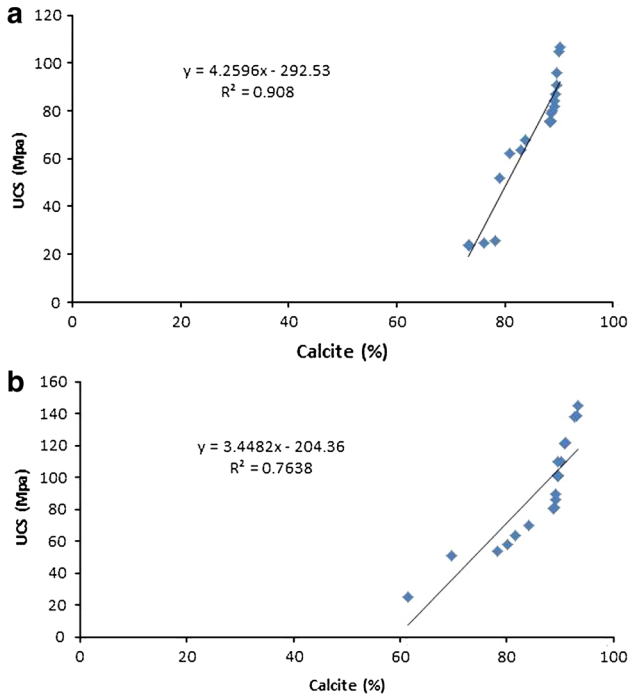 a
120
100
80
60
40
20
0
UCS (Mpa)
y = 4.2596x - 292.53
R² = 0.908
0 20 40 60 80 100
Calcite (%)
b
160
140
120
100
80
60
40
20
0
UCS (Mpa)
y = 3.4482x - 204.36
R² = 0.7638
0 20 40 60 80 100
Calcite (%)